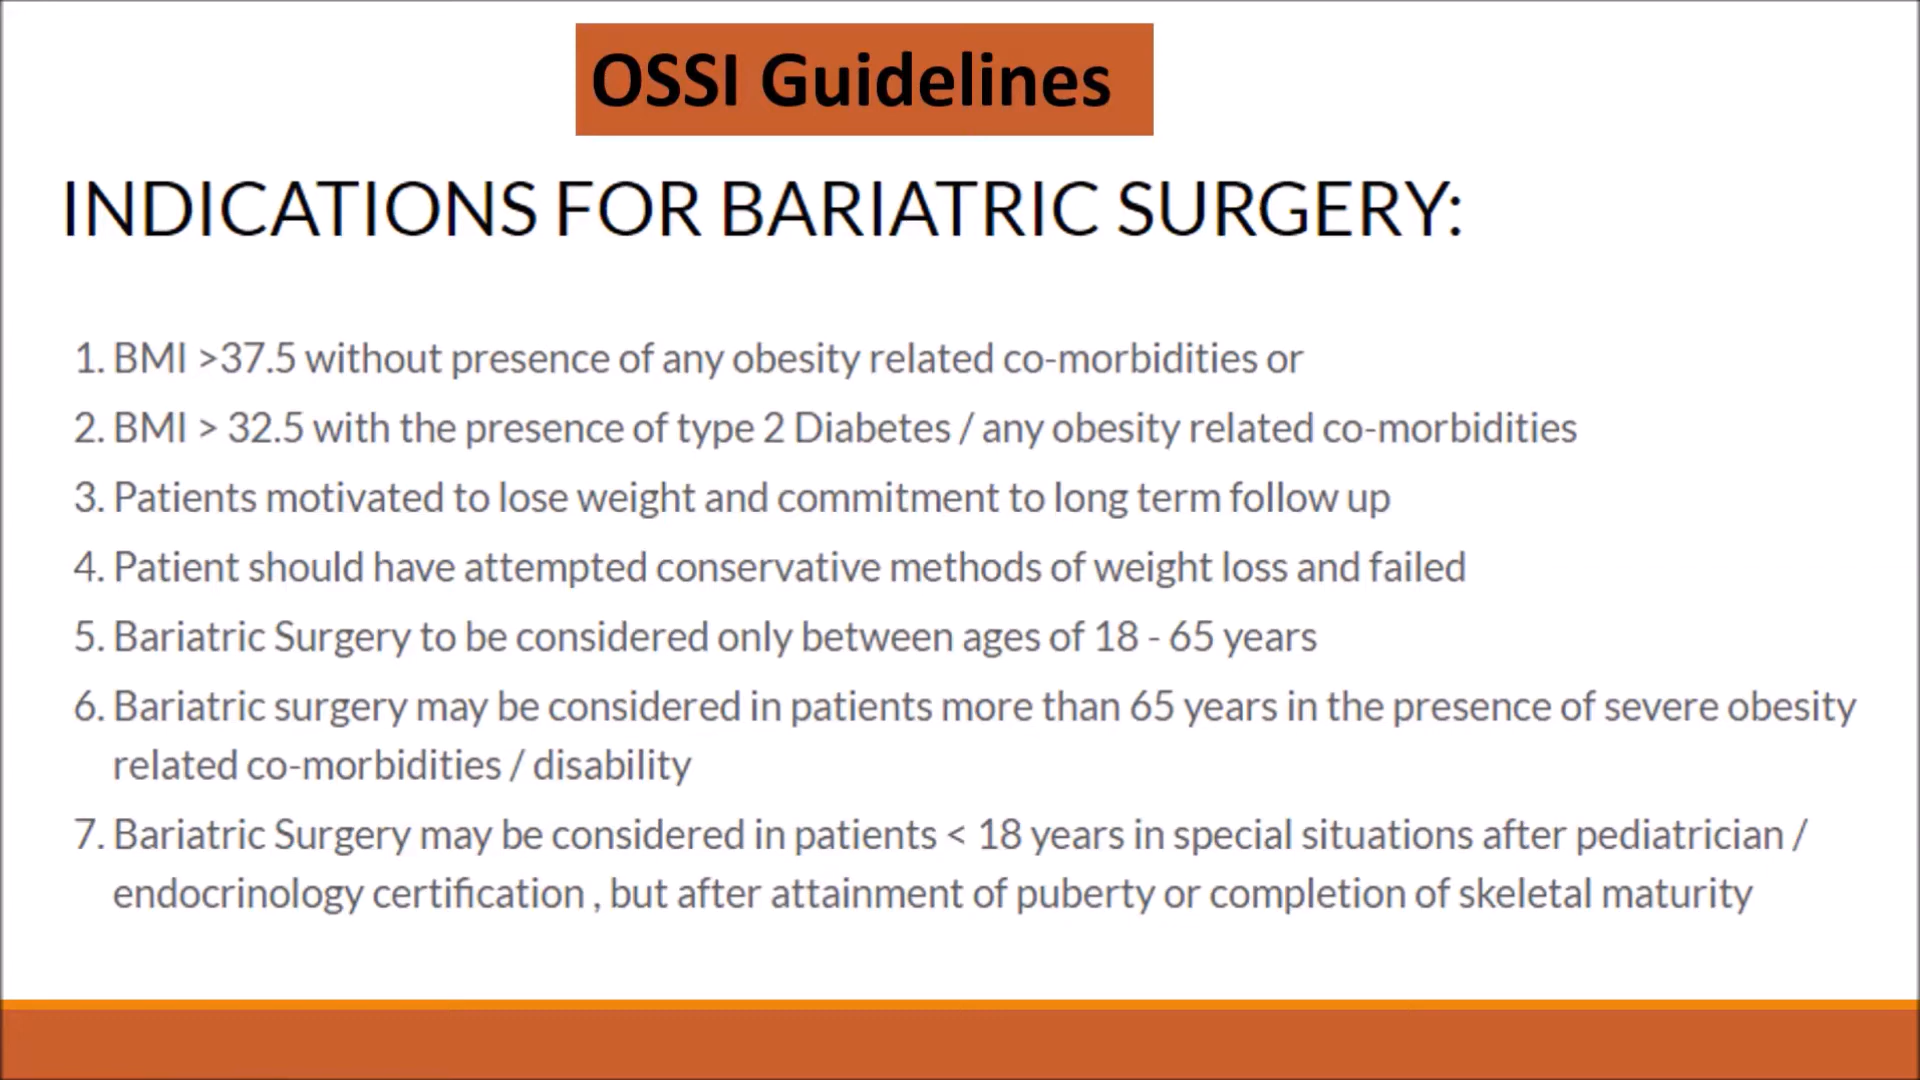 OSSI Guidelines
INDICATIONS FOR BARIATRIC SURGERY:
1. BMI >37.5 without presence of any obesity related co-morbidities or
2. BMI > 32.5 with the presence of type 2 Diabetes / any obesity related co-morbidities
3. Patients motivated to lose weight and commitment to long term follow up
4. Patient should have attempted conservative methods of weight loss and failed
5. Bariatric Surgery to be considered only between ages of 18 - 65 years
6. Bariatric surgery may be considered in patients more than 65 years in the presence of severe obesity
related co-morbidities / disability
7. Bariatric Surgery may be considered in patients < 18 years in special situations after pediatrician /
endocrinology certification , but after attainment of puberty or completion of skeletal maturity